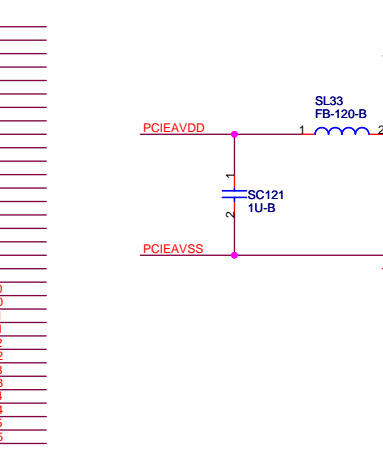 SL33
FB-120-B
PCIEAVDD
1
2
1
SC121
1U-B
2
PCIEAVSS